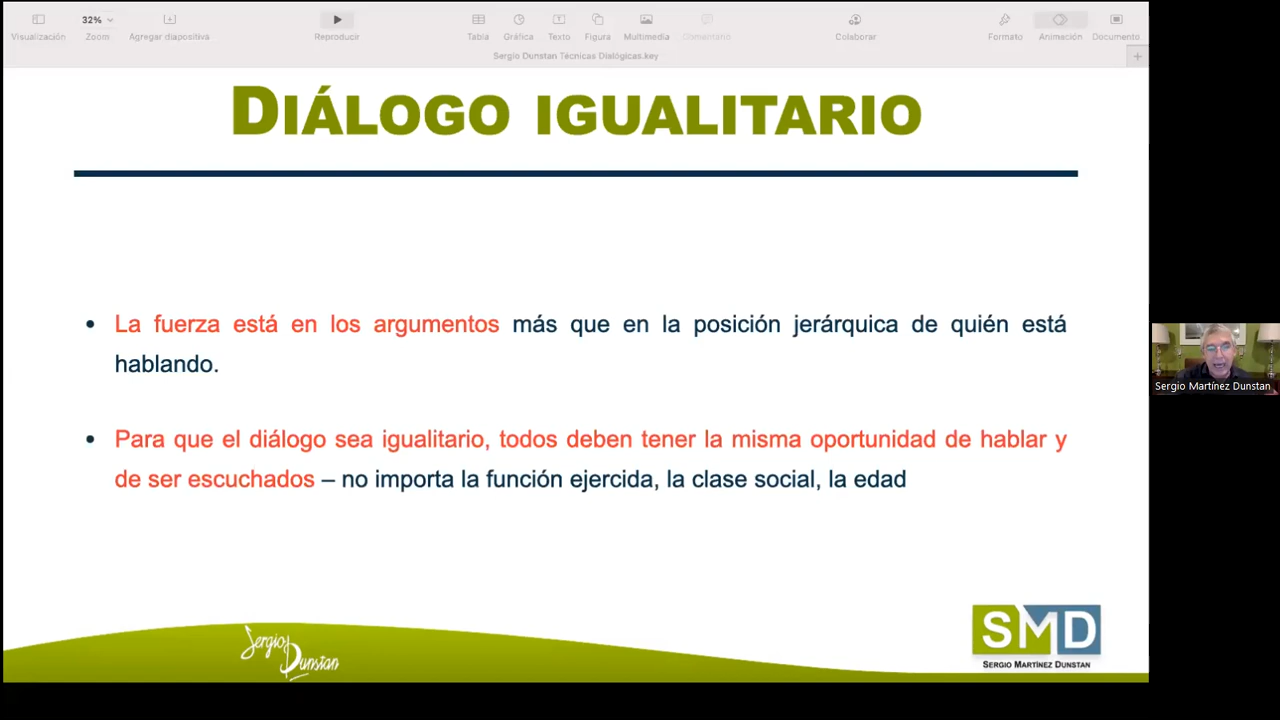 32%
Visualización Zoom Agregar diapositiva Reproducir Tabla Gráfica Texto Figura Multimedia Comentario Colaborar Formato Animación Documento
Sergio Dunstan Técnicas Dialógicas.key
DIÁLOGO IGUALITARIO
• La fuerza está en los argumentos más que en la posición jerárquica de quién está
hablando.
• Para que el diálogo sea igualitario, todos deben tener la misma oportunidad de hablar y
de ser escuchados – no importa la función ejercida, la clase social, la edad
Sergio Martínez Dunstan
Sergio
Dunstan
SMD
SERGIO MARTÍNEZ DUNSTAN